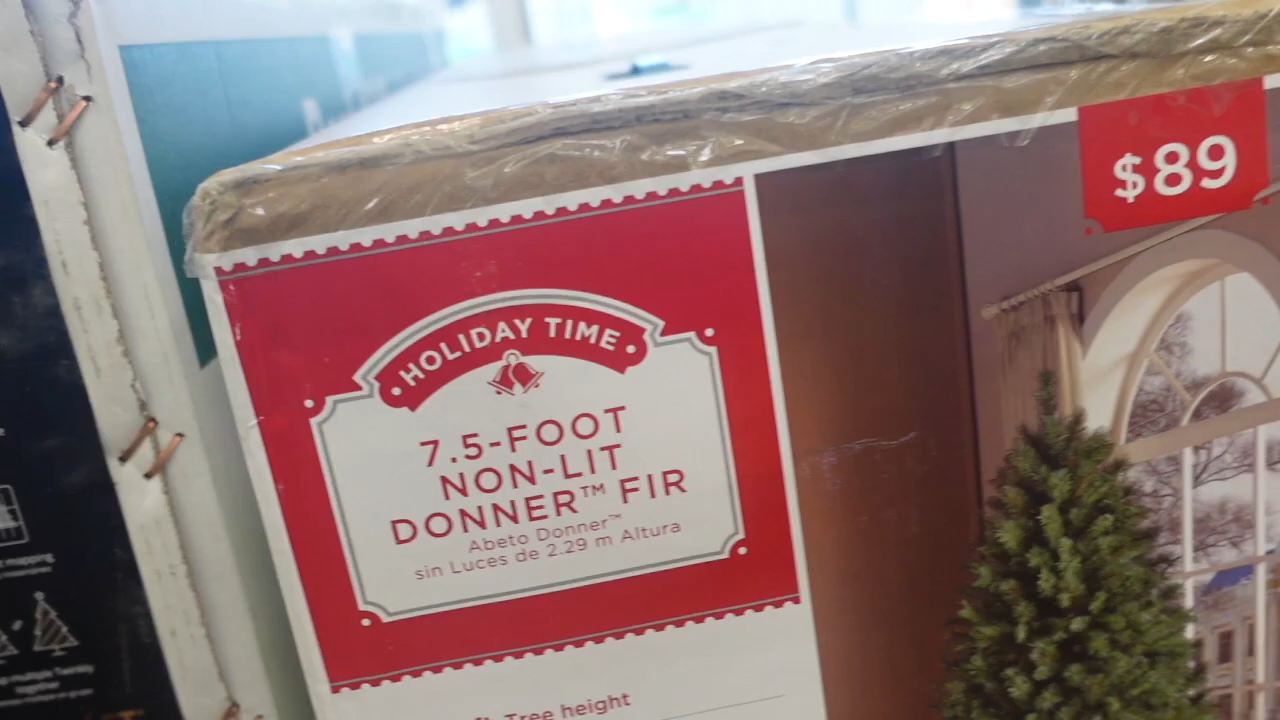 $89
HOLIDAY TIME
7.5-FOOT
NON-LIT
DONNER™ FIR
Abeto Donner™
sin Luces de 2.29 m Altura
Tree height
together